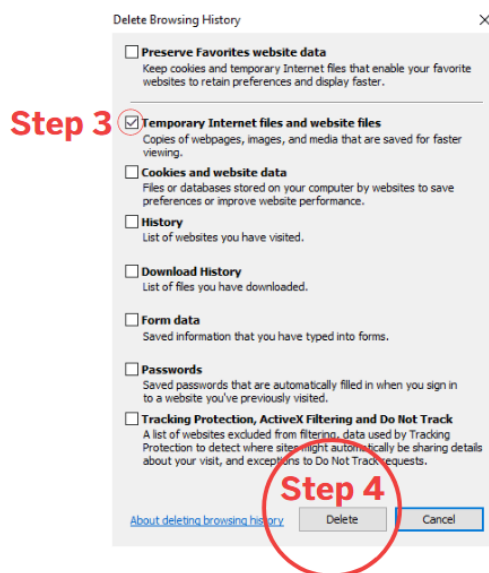 Delete Browsing History
Preserve Favorites website data
Keep cookies and temporary Internet files that enable your favorite
websites to retain preferences and display faster.
Step 3
Temporary Internet files and website files
Copies of webpages, images, and media that are saved for faster
viewing.
Cookies and website data
Files or databases stored on your computer by websites to save
preferences or improve website performance.
History
List of websites you have visited.
Download History
List of files you have downloaded.
Form data
Saved information that you have typed into forms.
Passwords
Saved passwords that are automatically filled in when you sign in
to a website you've previously visited.
Tracking Protection, ActiveX Filtering and Do Not Track
A list of websites excluded from filtering, data used by Tracking
Protection to detect where sites might automatically be sharing details
about your visit, and exceptions to Do Not Track requests.
Step 4
About deleting browsing history
Delete
Cancel